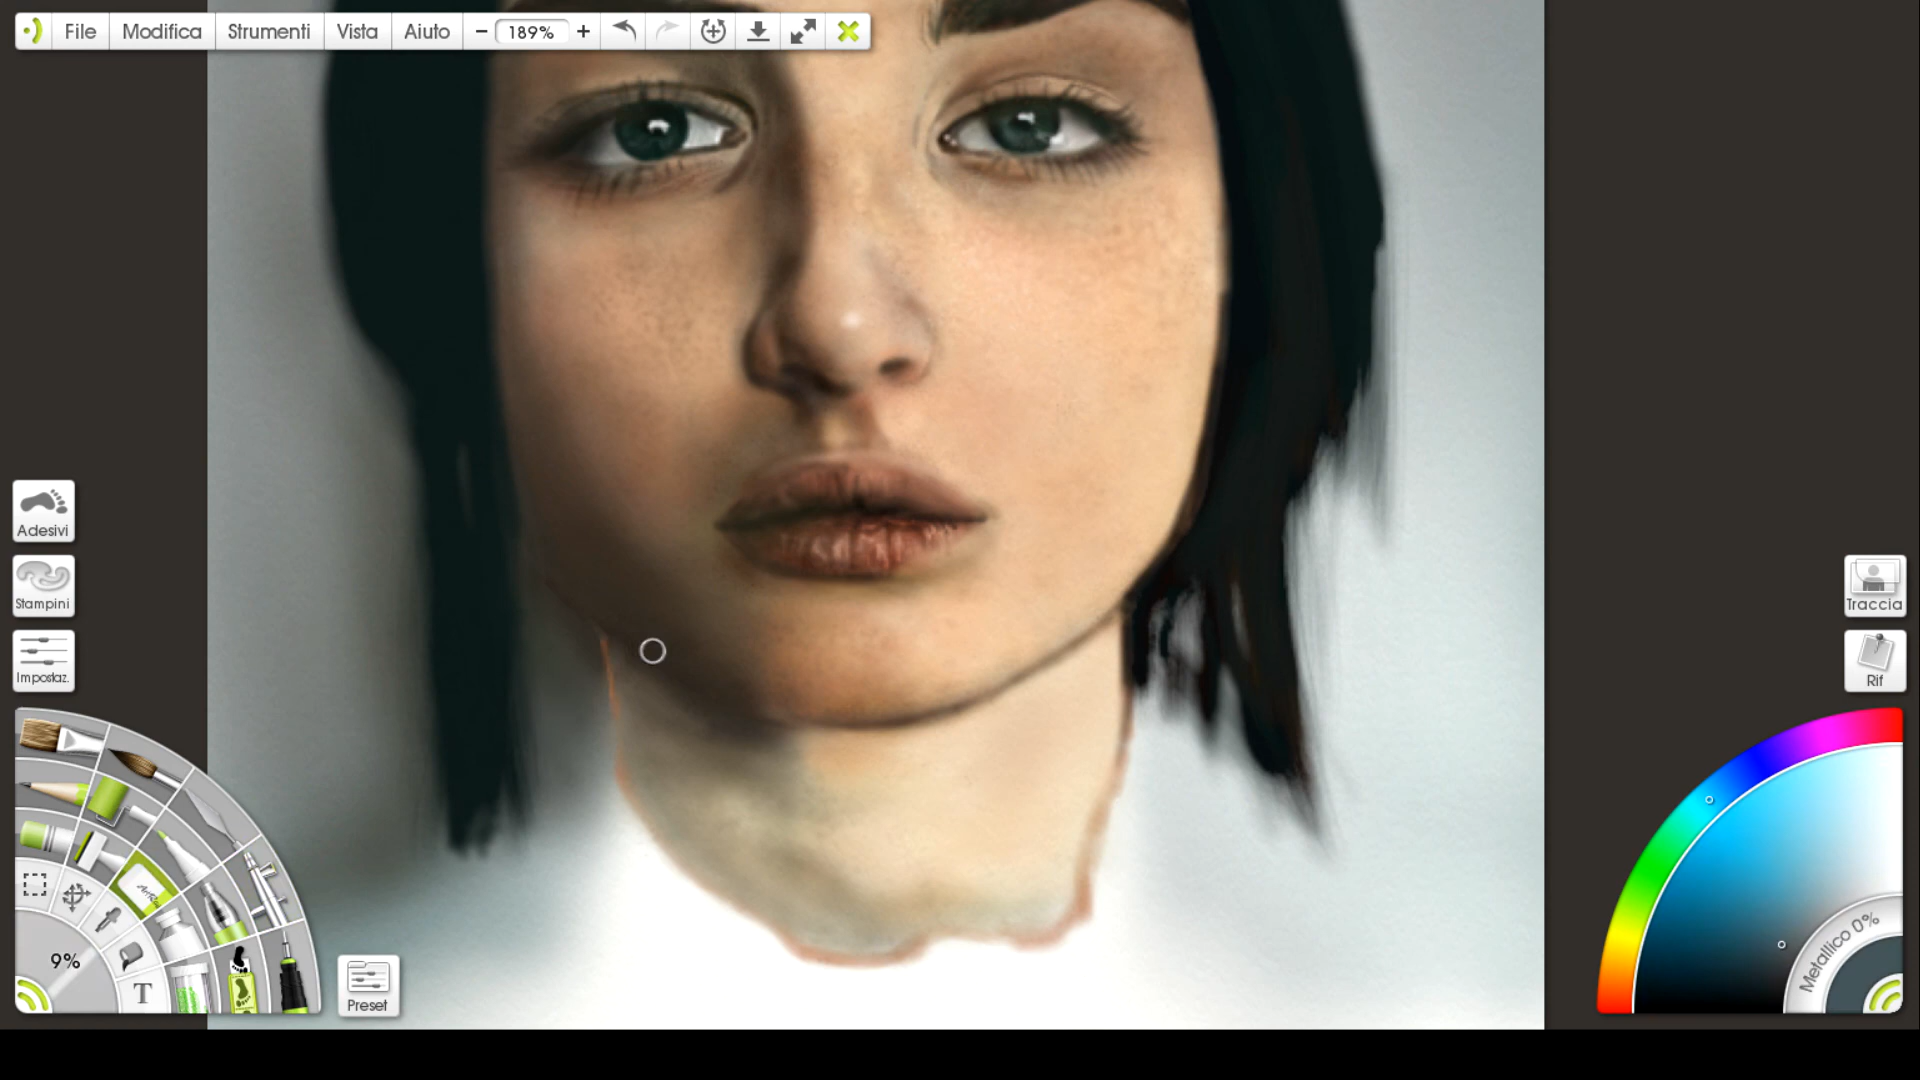 File Modifica Strumenti Vista Aiuto − 189% +
Adesivi
Stampini
Impostaz.
Traccia
Rif
Metallico 0%
9%
T
Preset